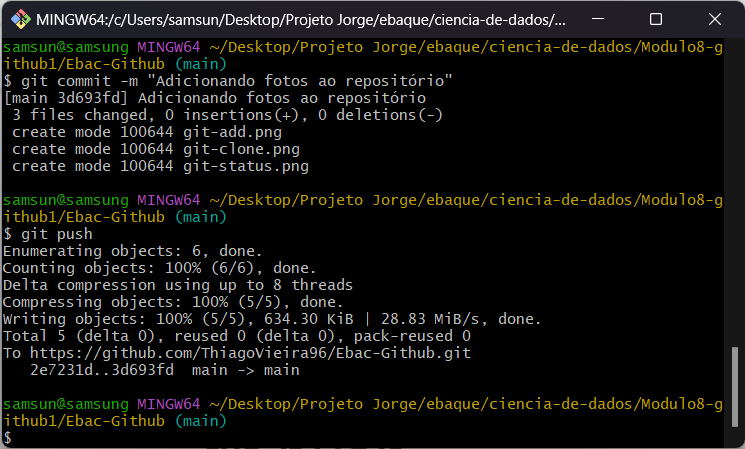 MINGW64:/c/Users/samsun/Desktop/Projeto Jorge/ebaque/ciencia-de-dados/...
samsun@samsung MINGW64 ~/Desktop/Projeto Jorge/ebaque/ciencia-de-dados/Modulo8-g
ithub1/Ebac-Github (main)
$ git commit -m "Adicionando fotos ao repositório"
[main 3d693fd] Adicionando fotos ao repositório
 3 files changed, 0 insertions(+), 0 deletions(-)
 create mode 100644 git-add.png
 create mode 100644 git-clone.png
 create mode 100644 git-status.png
samsun@samsung MINGW64 ~/Desktop/Projeto Jorge/ebaque/ciencia-de-dados/Modulo8-g
ithub1/Ebac-Github (main)
$ git push
Enumerating objects: 6, done.
Counting objects: 100% (6/6), done.
Delta compression using up to 8 threads
Compressing objects: 100% (5/5), done.
Writing objects: 100% (5/5), 634.30 KiB | 28.83 MiB/s, done.
Total 5 (delta 0), reused 0 (delta 0), pack-reused 0
To https://github.com/ThiagoVieira96/Ebac-Github.git
   2e7231d..3d693fd  main -> main
samsun@samsung MINGW64 ~/Desktop/Projeto Jorge/ebaque/ciencia-de-dados/Modulo8-g
ithub1/Ebac-Github (main)
$